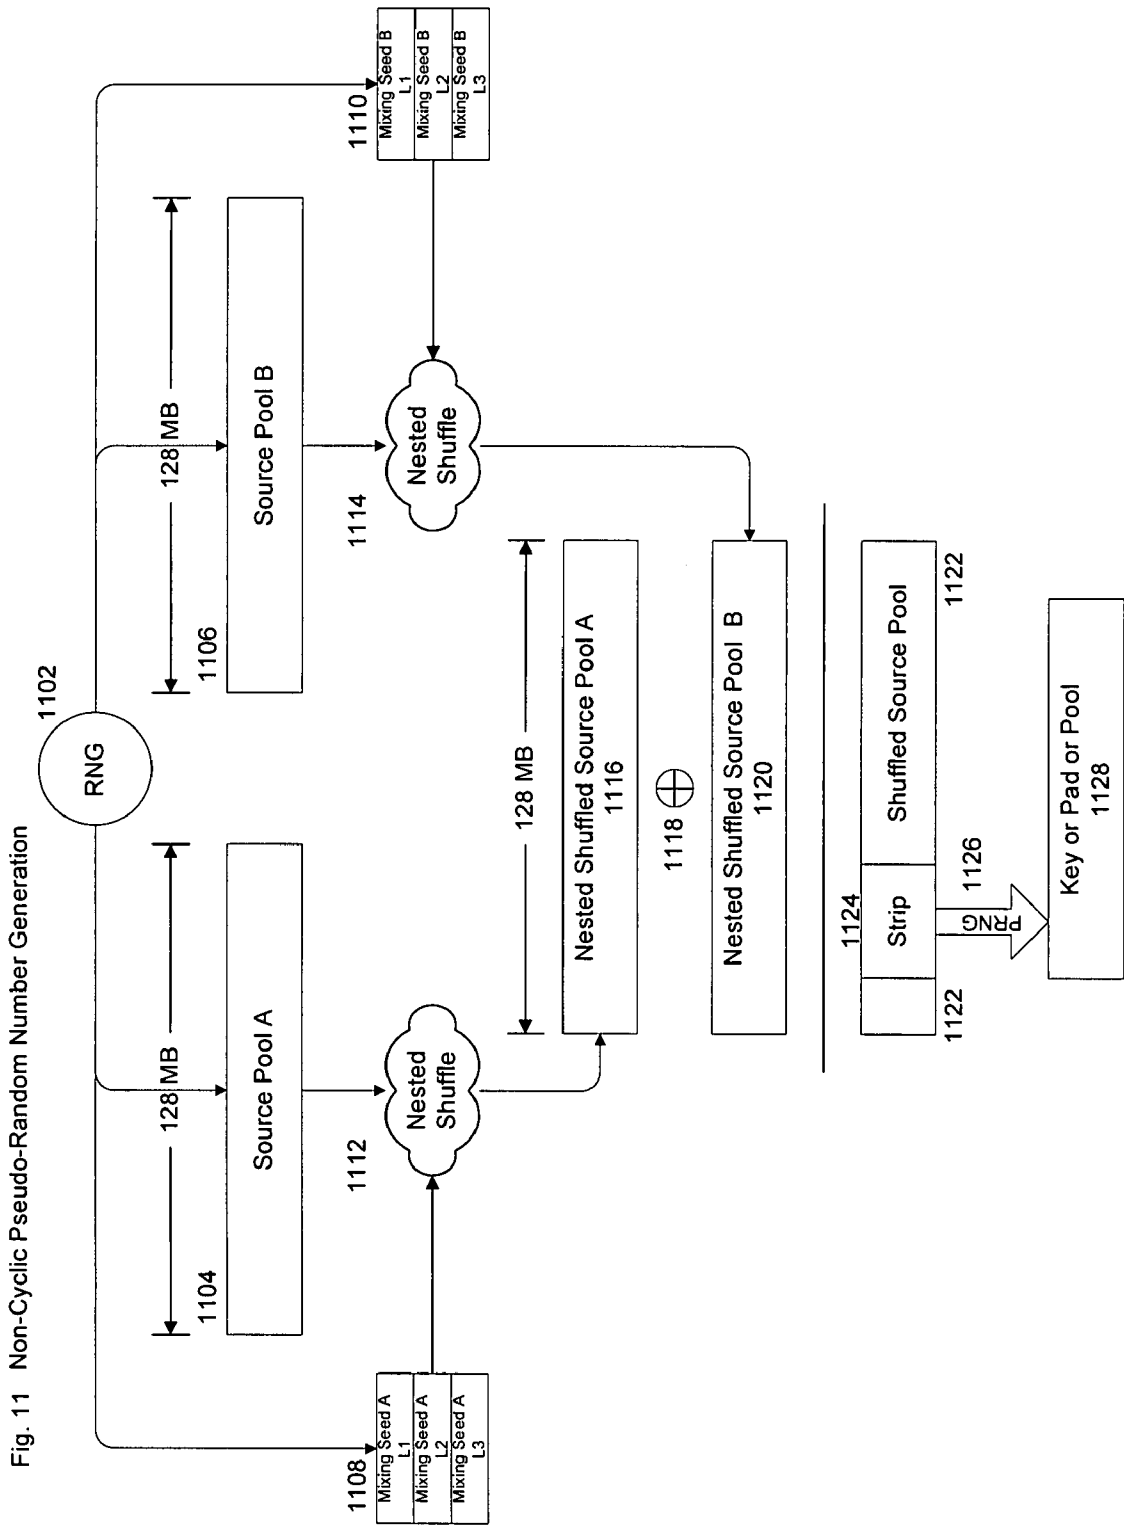 Fig. 11 Non-Cyclic Pseudo-Random Number Generation
1102
RNG
128 MB
128 MB
1104
1106
Source Pool A
Source Pool B
1108
Mixing Seed A
L1
Mixing Seed A
L2
Mixing Seed A
L3
1110
Mixing Seed B
L1
Mixing Seed B
L2
Mixing Seed B
L3
1112
Nested
Shuffle
1114
Nested
Shuffle
128 MB
Nested Shuffled Source Pool A
1116
1118
Nested Shuffled Source Pool B
1120
1124
Strip
Shuffled Source Pool
1122
1122
PRNG
1126
Key or Pad or Pool
1128